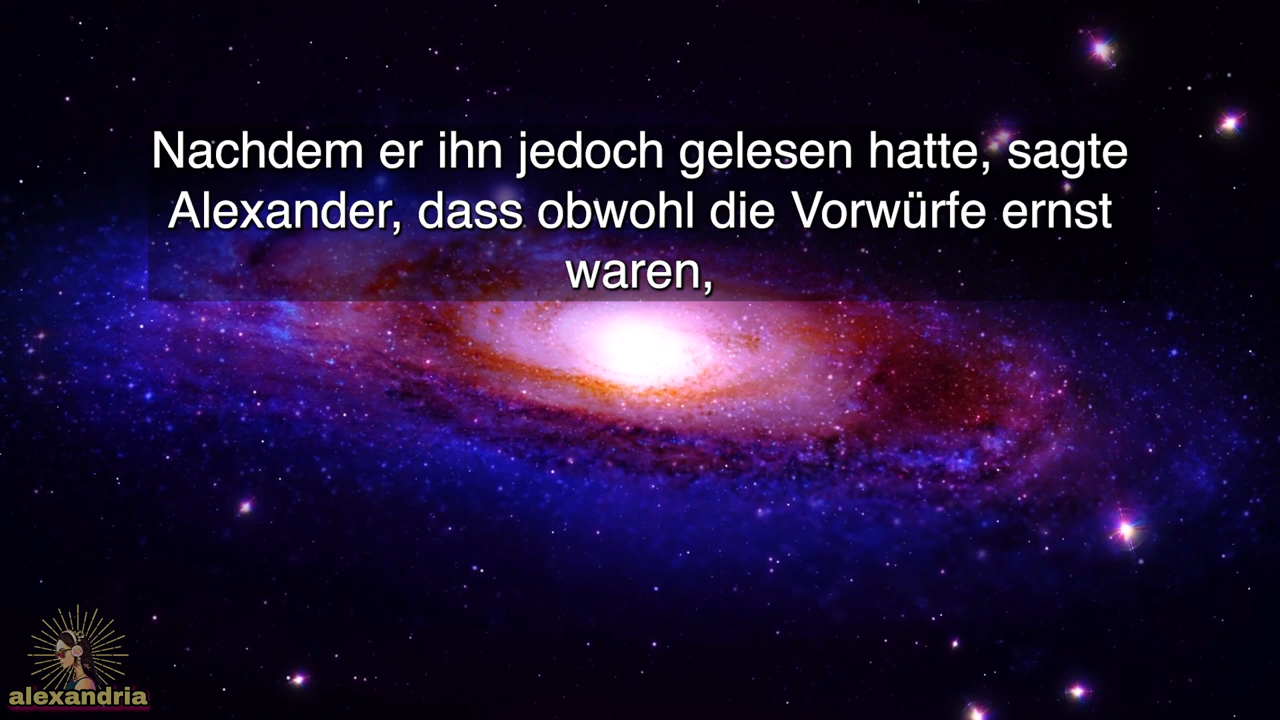 Nachdem er ihn jedoch gelesen hatte, sagte
Alexander, dass obwohl die Vorwürfe ernst
waren,
alexandria